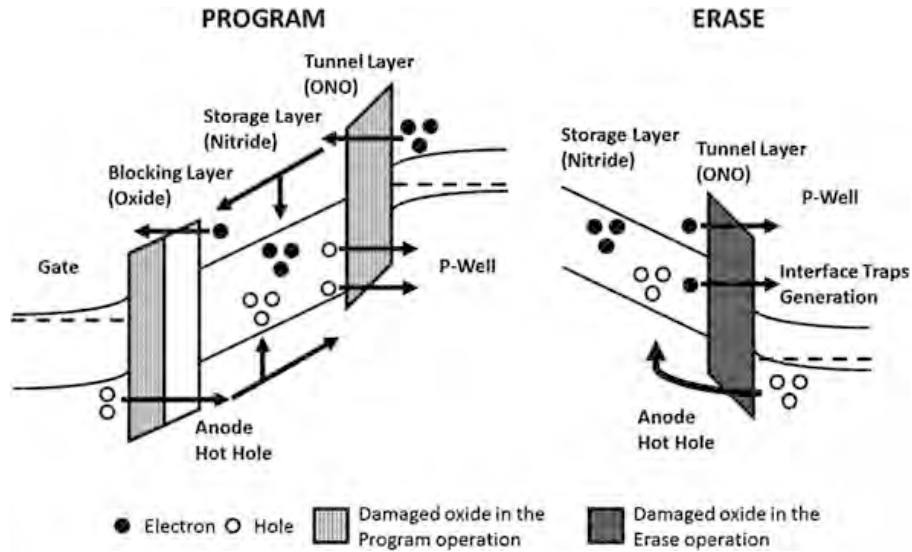 PROGRAM
Tunnel Layer
(ONO)
Storage Layer
(Nitride)
Blocking Layer
(Oxide)
Gate
P-Well
Anode
Hot Hole
ERASE
Storage Layer
(Nitride)
Tunnel Layer
(ONO)
P-Well
Interface Traps
Generation
Anode
Hot Hole
Electron
Hole
Damaged oxide in the
Program operation
Damaged oxide in the
Erase operation